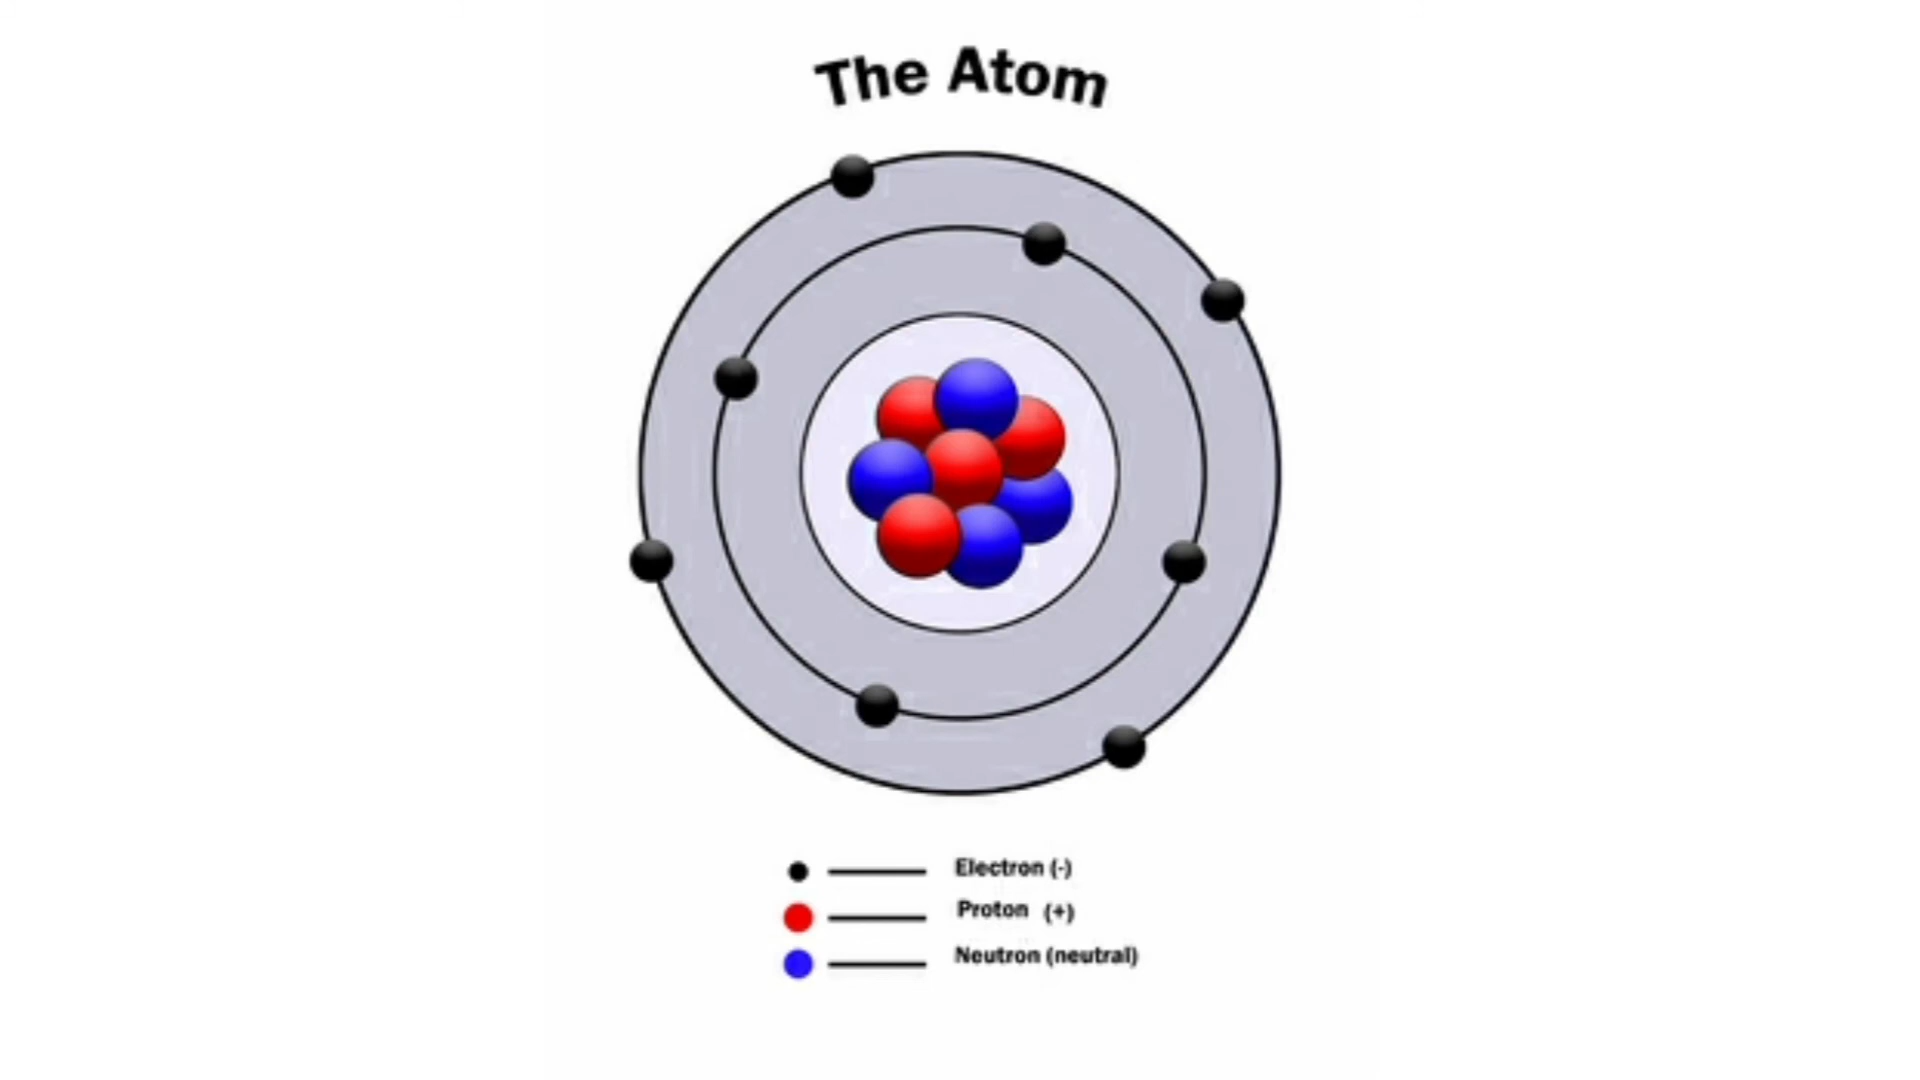 The Atom
Electron (-)
Proton (+)
Neutron (neutral)